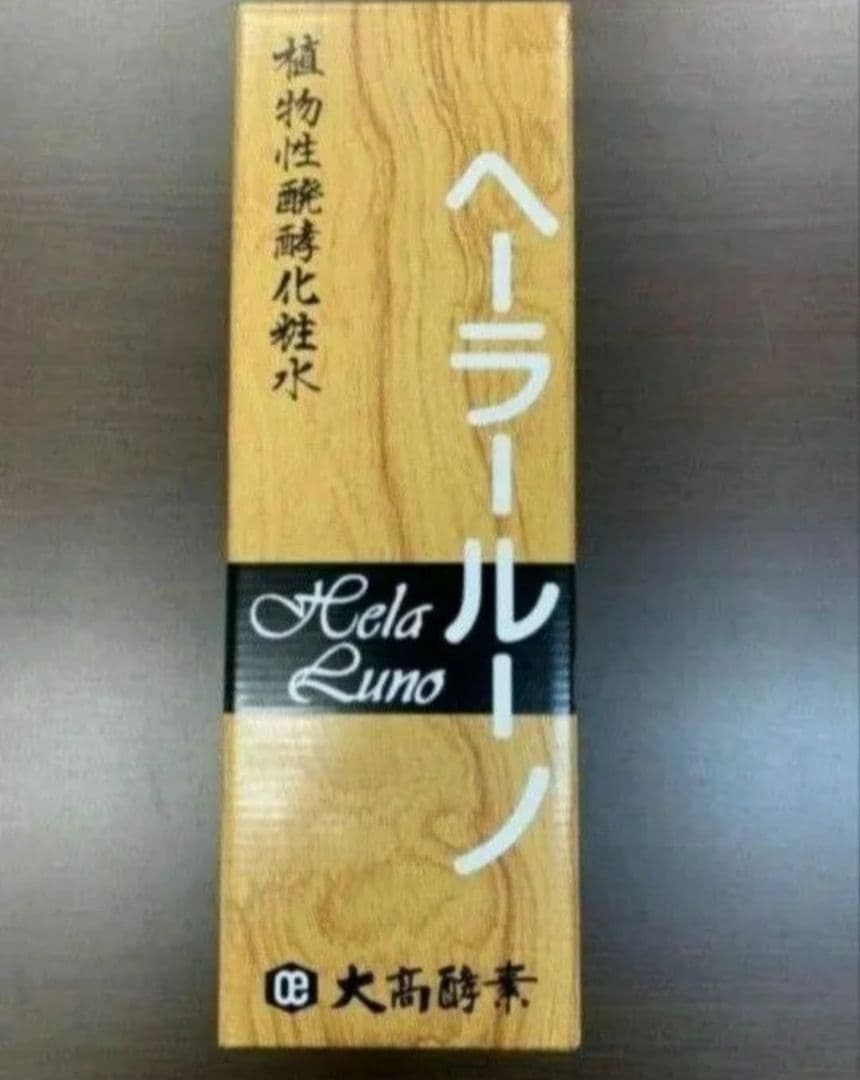 ヘーラールーノ
植物性醗酵化粧水
Hela
Luno
大高酵素